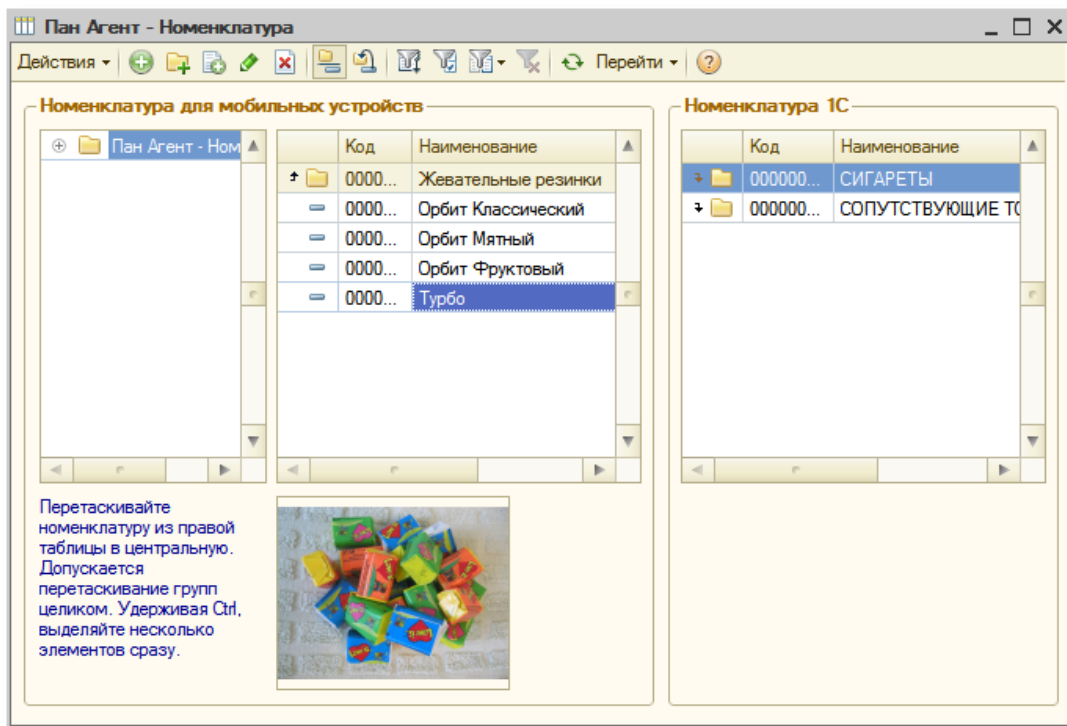 Пан Агент - Номенклатура
Действия Перейти
Номенклатура для мобильных устройств
Пан Агент - Ном
Код Наименование
0000... Жевательные резинки
0000... Орбит Классический
0000... Орбит Мятный
0000... Орбит Фруктовый
0000... Турбо
Перетаскивайте
номенклатуру из правой
таблицы в центральную.
Допускается
перетаскивание групп
целиком. Удерживая Ctrl,
выделяйте несколько
элементов сразу.
Номенклатура 1С
Код Наименование
000000... СИГАРЕТЫ
000000... СОПУТСТВУЮЩИЕ ТО